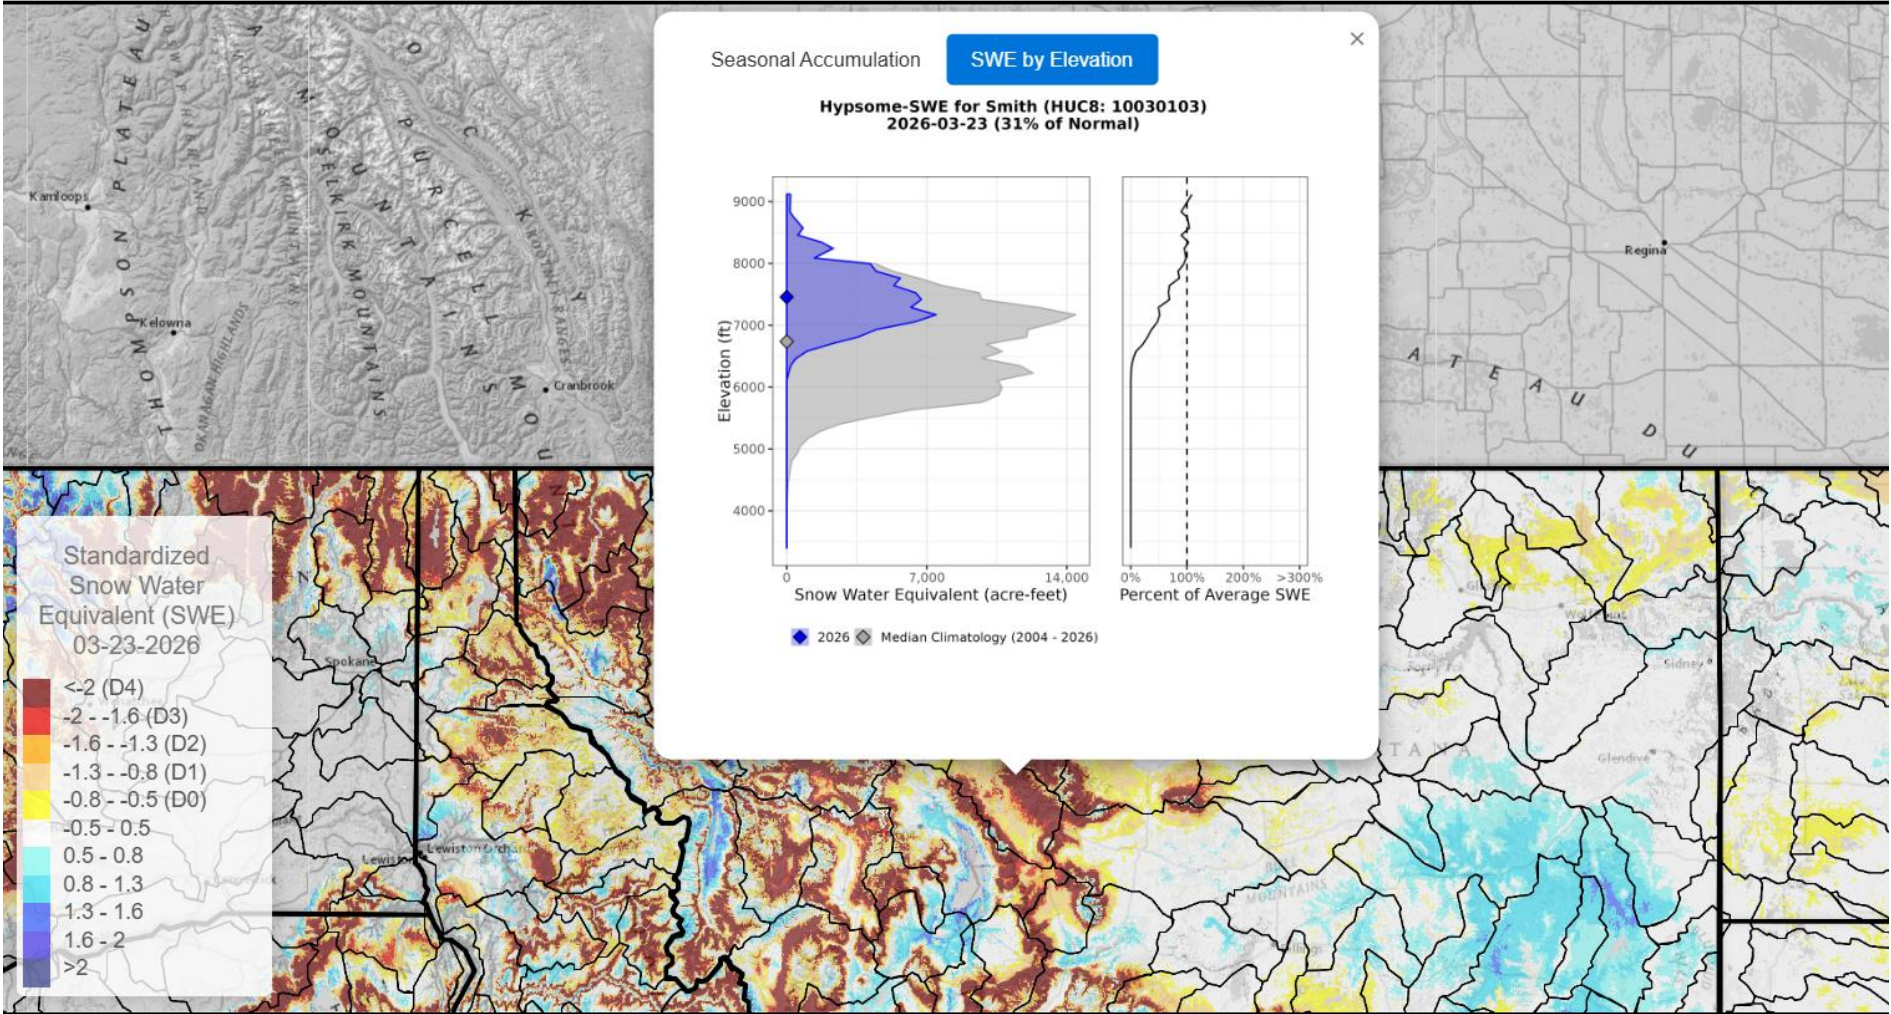 Seasonal Accumulation
SWE by Elevation
×
Hypsome-SWE for Smith (HUC8: 10030103)
2026-03-23 (31% of Normal)
Elevation (ft)
9000
8000
7000
6000
5000
4000
0 7,000 14,000
Snow Water Equivalent (acre-feet)
0% 100% 200% >300%
Percent of Average SWE
2026 Median Climatology (2004 - 2026)
Kamloops
THOMPSON PLATEAU
Kelowna
OKANAGAN HIGHLANDS
SELKIRK MOUNTAINS
PURCELL
MOUNTAINS
Cranbrook
Regina
Spokane
Lewiston
Lewiston Orchards
Sidney
Glendive
MOUNTAINS
Standardized
Snow Water
Equivalent (SWE)
03-23-2026
<-2 (D4)
-2 - -1.6 (D3)
-1.6 - -1.3 (D2)
-1.3 - -0.8 (D1)
-0.8 - -0.5 (D0)
-0.5 - 0.5
0.5 - 0.8
0.8 - 1.3
1.3 - 1.6
1.6 - 2
>2